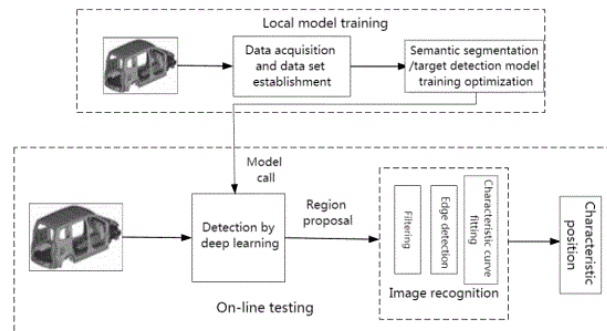 Local model training
Data acquisition
and data set
establishment
Semantic segmentation
/target detection model
training optimization
Model
call
Detection by
deep learning
Region
proposal
Filtering
Edge detection
Characteristic curve
fitting
Image recognition
Characteristic
position
On-line testing